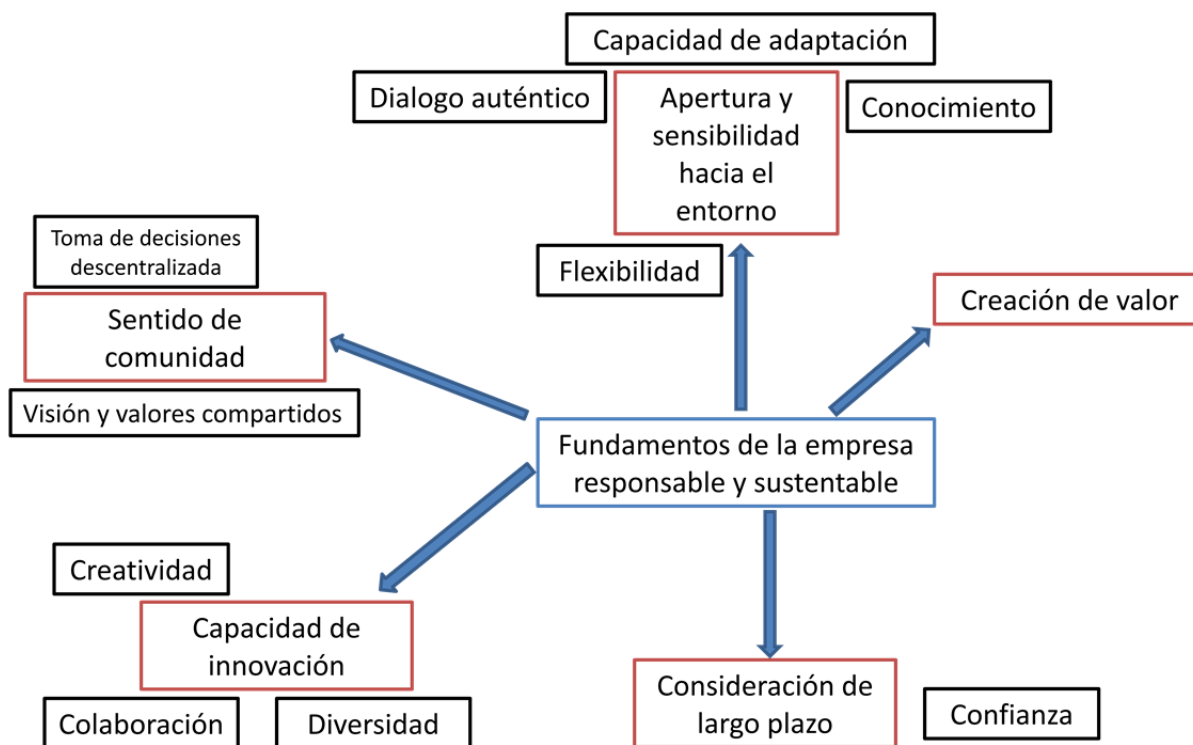 Capacidad de adaptación
Dialogo auténtico
Apertura y
sensibilidad
hacia el
entorno
Conocimiento
Flexibilidad
Toma de decisiones
descentralizada
Sentido de
comunidad
Visión y valores compartidos
Creación de valor
Fundamentos de la empresa
responsable y sustentable
Creatividad
Capacidad de
innovación
Colaboración
Diversidad
Consideración de
largo plazo
Confianza